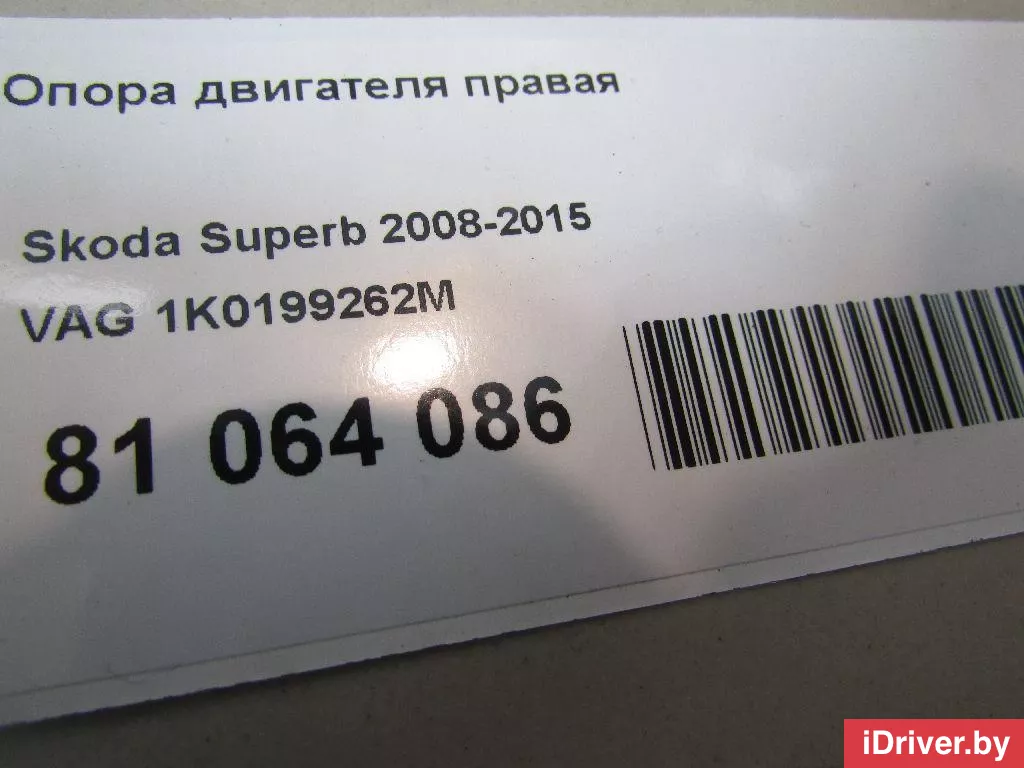 Опора двигателя правая
Skoda Superb 2008-2015
VAG 1K0199262M
81 064 086
iDriver.by